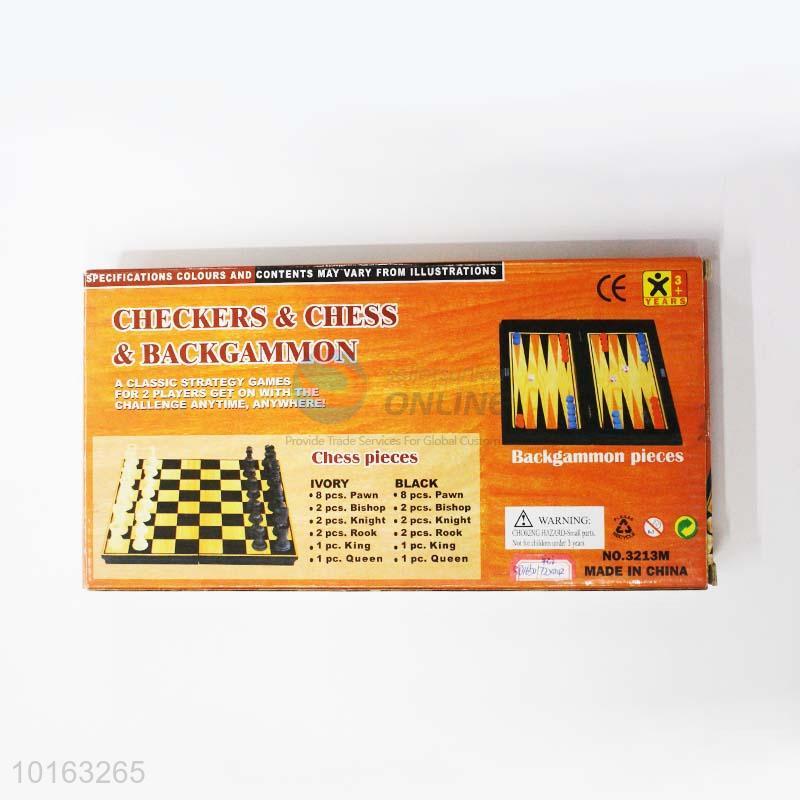 SPECIFICATIONS COLOURS AND CONTENTS MAY VARY FROM ILLUSTRATIONS
CE
3+
YEARS
CHECKERS & CHESS
& BACKGAMMON
A CLASSIC STRATEGY GAMES
FOR 2 PLAYERS GET ON WITH THE
CHALLENGE ANYTIME, ANYWHERE!
ONLINE
Provide Trade Services For Global Custom
Chess pieces
IVORY
• 8 pcs. Pawn
• 2 pcs. Bishop
• 2 pcs. Knight
• 2 pcs. Rook
• 1 pc. King
• 1 pc. Queen
BLACK
• 8 pcs. Pawn
• 2 pcs. Bishop
• 2 pcs. Knight
• 2 pcs. Rook
• 1 pc. King
• 1 pc. Queen
Backgammon pieces
WARNING:
CHOKING HAZARD-Small parts.
Not for children under 3 years
PLEASE
RECYCLE
NO.3213M
MADE IN CHINA
10163265